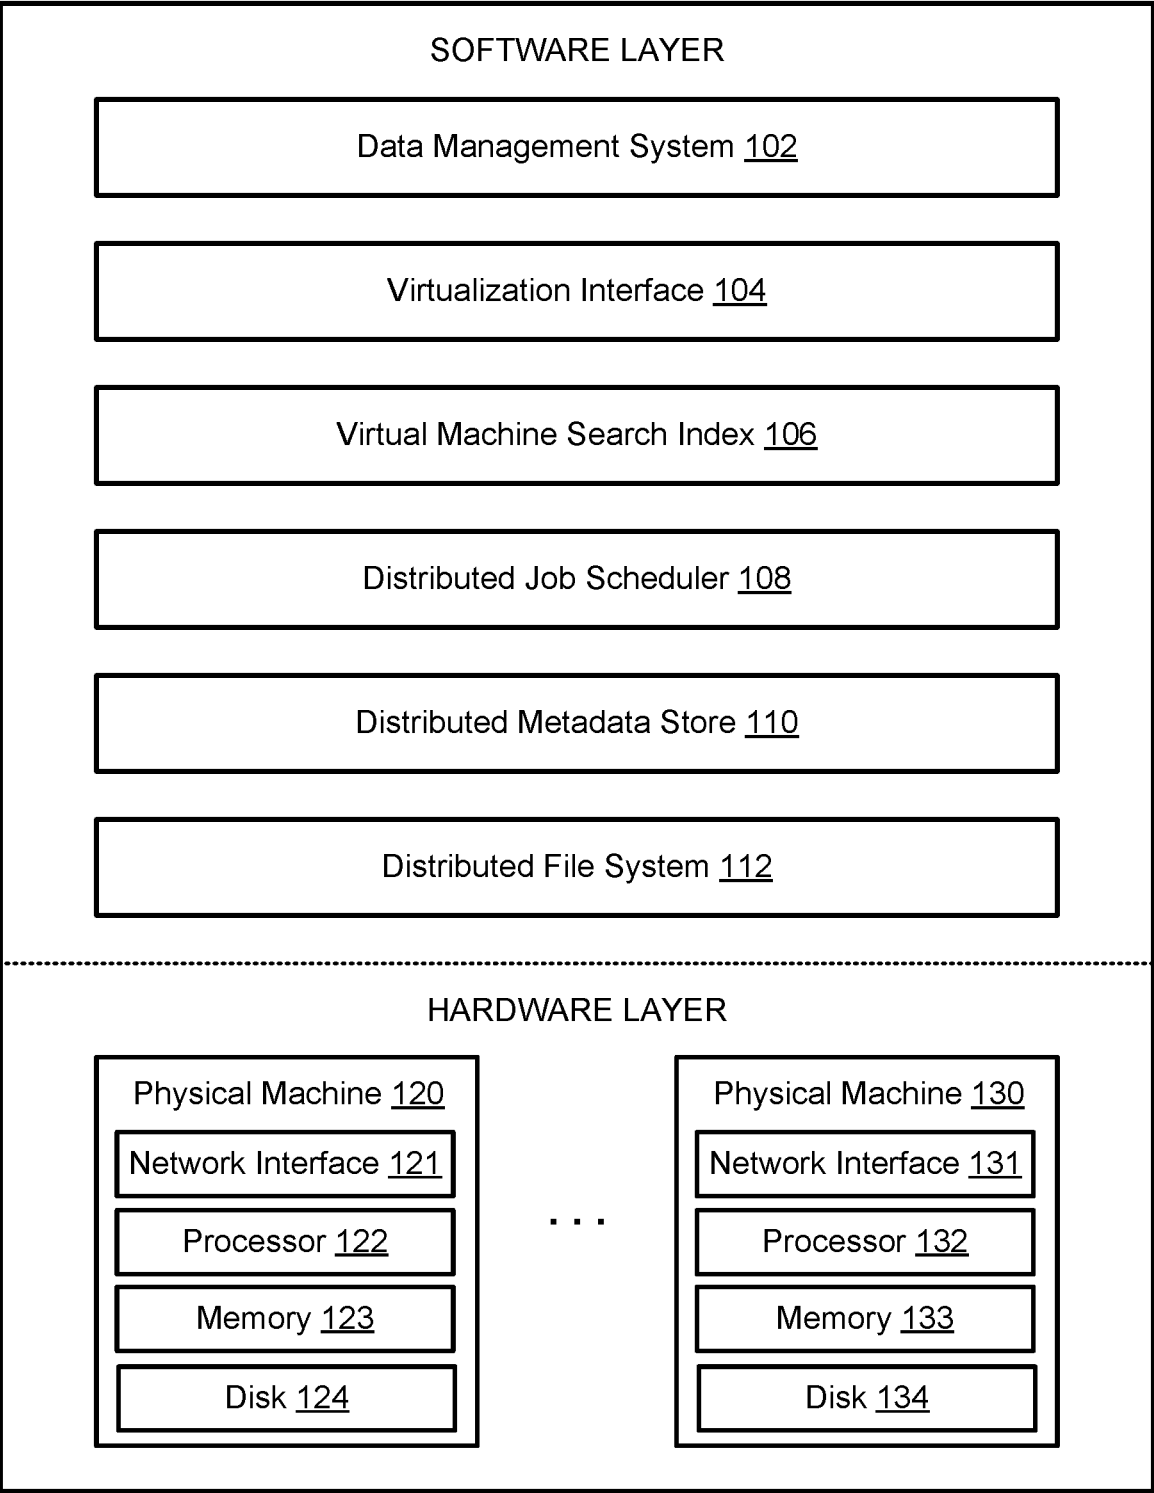 SOFTWARE LAYER
Data Management System 102
Virtualization Interface 104
Virtual Machine Search Index 106
Distributed Job Scheduler 108
Distributed Metadata Store 110
Distributed File System 112
HARDWARE LAYER
Physical Machine 120
Network Interface 121
Processor 122
Memory 123
Disk 124
. . .
Physical Machine 130
Network Interface 131
Processor 132
Memory 133
Disk 134